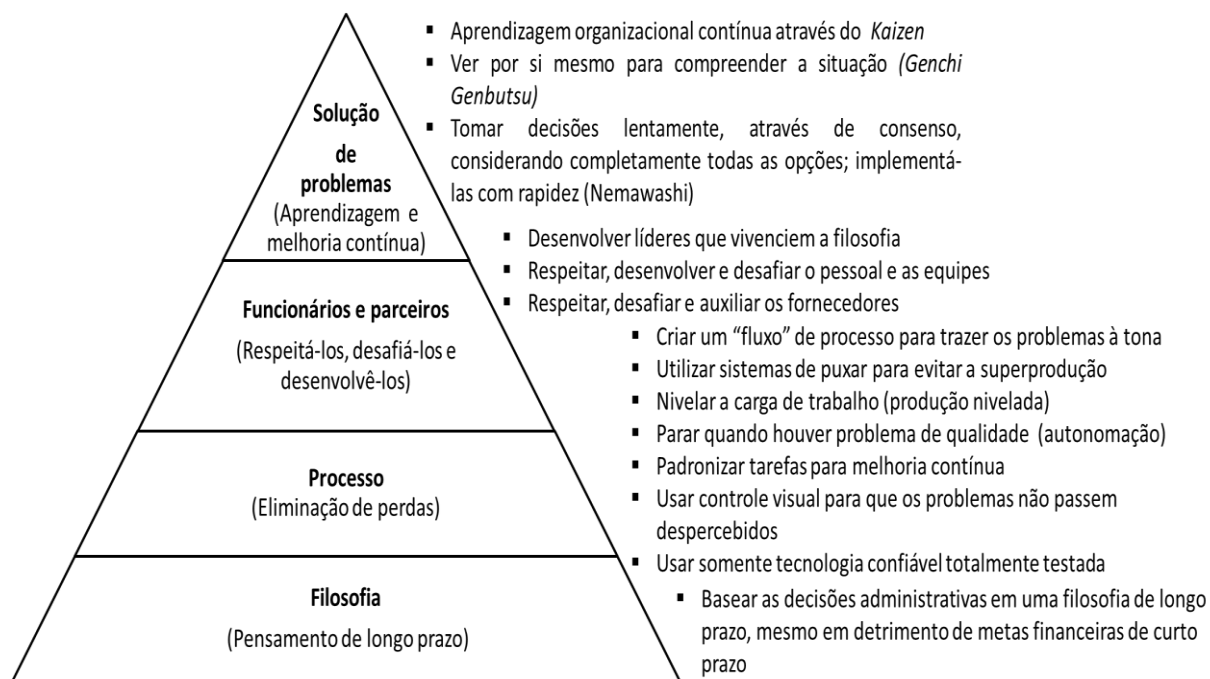 Solução
de
problemas
(Aprendizagem e
melhoria contínua)
▪ Aprendizagem organizacional contínua através do Kaizen
▪ Ver por si mesmo para compreender a situação (Genchi
Genbutsu)
▪ Tomar decisões lentamente, através de consenso,
considerando completamente todas as opções; implementá-
las com rapidez (Nemawashi)
Funcionários e parceiros
(Respeitá-los, desafiá-los e
desenvolvê-los)
▪ Desenvolver líderes que vivenciem a filosofia
▪ Respeitar, desenvolver e desafiar o pessoal e as equipes
▪ Respeitar, desafiar e auxiliar os fornecedores
Processo
(Eliminação de perdas)
▪ Criar um “fluxo” de processo para trazer os problemas à tona
▪ Utilizar sistemas de puxar para evitar a superprodução
▪ Nivelar a carga de trabalho (produção nivelada)
▪ Parar quando houver problema de qualidade (autonomação)
▪ Padronizar tarefas para melhoria contínua
▪ Usar controle visual para que os problemas não passem
despercebidos
▪ Usar somente tecnologia confiável totalmente testada
Filosofia
(Pensamento de longo prazo)
▪ Basear as decisões administrativas em uma filosofia de longo
prazo, mesmo em detrimento de metas financeiras de curto
prazo